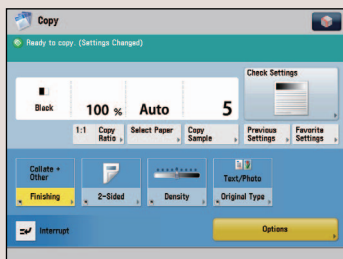 Copy
Ready to copy. (Settings Changed)
Check Settings
Black
100 % Auto 5
1:1 Copy Ratio
Select Paper
Copy Sample
Previous Settings
Favorite Settings
Collate + Other
Text/Photo
Finishing
2-Sided
Density
Original Type
Interrupt
Options